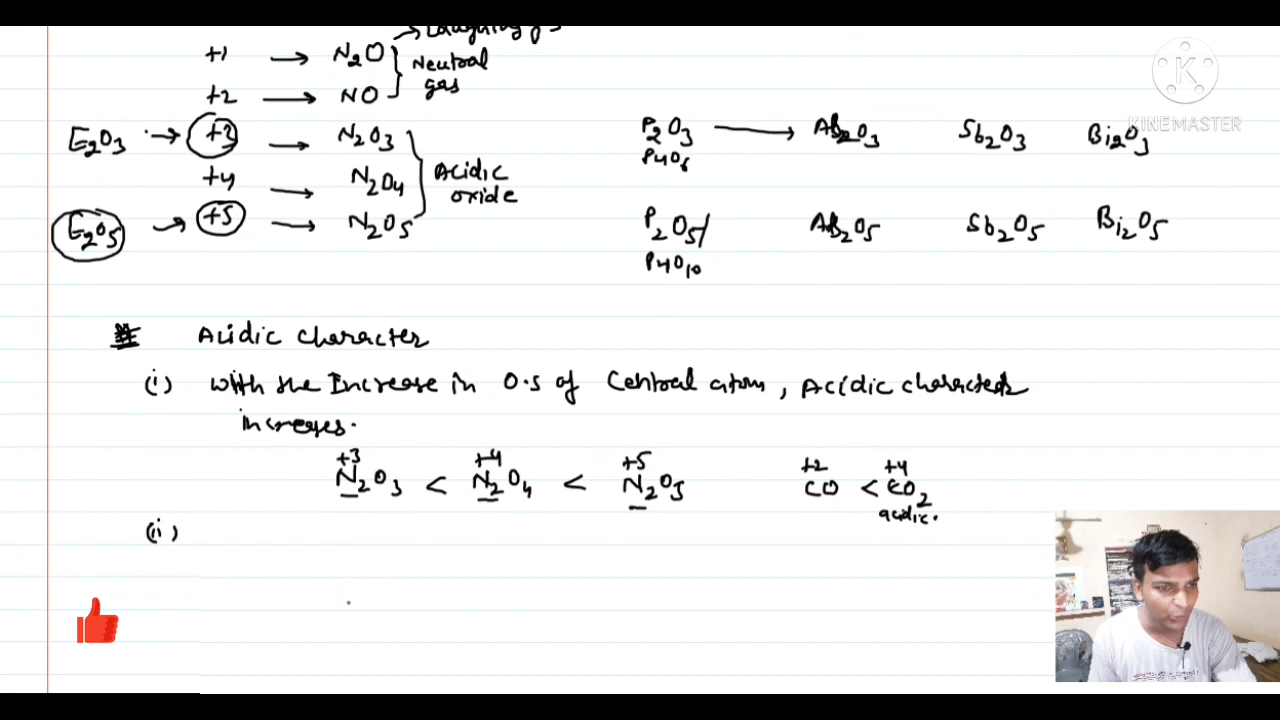 +1 → N2O
Neutral gas
+2 → NO
E2O3 → +3 → N2O3
+4 → N2O4
Acidic oxide
E2O5 → +5 → N2O5
P2O3 → As2O3 Sb2O3 Bi2O3
P4O6
P2O5/ As2O5 Sb2O5 Bi2O5
P4O10
K
KINEMASTER
# Acidic character
(i) with the Increase in O.S of Central atom, Acidic character
increases.
+3 +4 +5 +2 +4
N2O3 < N2O4 < N2O5 CO < CO2
acidic.
(ii)